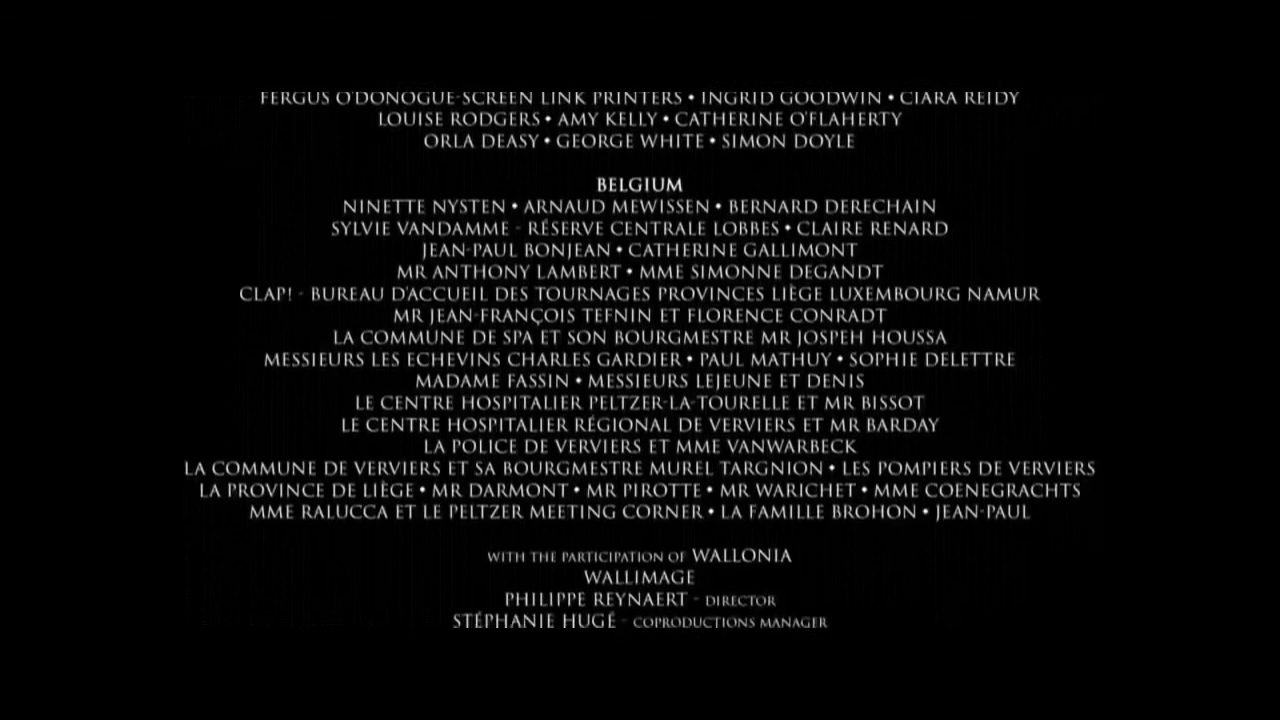 FERGUS O'DONOGUE-SCREEN LINK PRINTERS • INGRID GOODWIN • CIARA REIDY
LOUISE RODGERS • AMY KELLY • CATHERINE O'FLAHERTY
ORLA DEASY • GEORGE WHITE • SIMON DOYLE
BELGIUM
NINETTE NYSTEN • ARNAUD MEWISSEN • BERNARD DERECHAIN
SYLVIE VANDAMME - RÉSERVE CENTRALE LOBBES • CLAIRE RENARD
JEAN-PAUL BONJEAN • CATHERINE GALLIMONT
MR ANTHONY LAMBERT • MME SIMONNE DEGANDT
CLAP! - BUREAU D'ACCUEIL DES TOURNAGES PROVINCES LIÈGE LUXEMBOURG NAMUR
MR JEAN-FRANÇOIS TEFNIN ET FLORENCE CONRADT
LA COMMUNE DE SPA ET SON BOURGMESTRE MR JOSPEH HOUSSA
MESSIEURS LES ECHEVINS CHARLES GARDIER • PAUL MATHUY • SOPHIE DELETTRE
MADAME FASSIN • MESSIEURS LEJEUNE ET DENIS
LE CENTRE HOSPITALIER PELTZER-LA-TOURELLE ET MR BISSOT
LE CENTRE HOSPITALIER RÉGIONAL DE VERVIERS ET MR BARDAY
LA POLICE DE VERVIERS ET MME VANWARBECK
LA COMMUNE DE VERVIERS ET SA BOURGMESTRE MUREL TARGNION • LES POMPIERS DE VERVIERS
LA PROVINCE DE LIÈGE • MR DARMONT • MR PIROTTE • MR WARICHET • MME COENEGRACHTS
MME RALUCCA ET LE PELTZER MEETING CORNER • LA FAMILLE BROHON • JEAN-PAUL
WITH THE PARTICIPATION OF WALLONIA
WALLIMAGE
PHILIPPE REYNAERT - DIRECTOR
STÉPHANIE HUGÉ - COPRODUCTIONS MANAGER